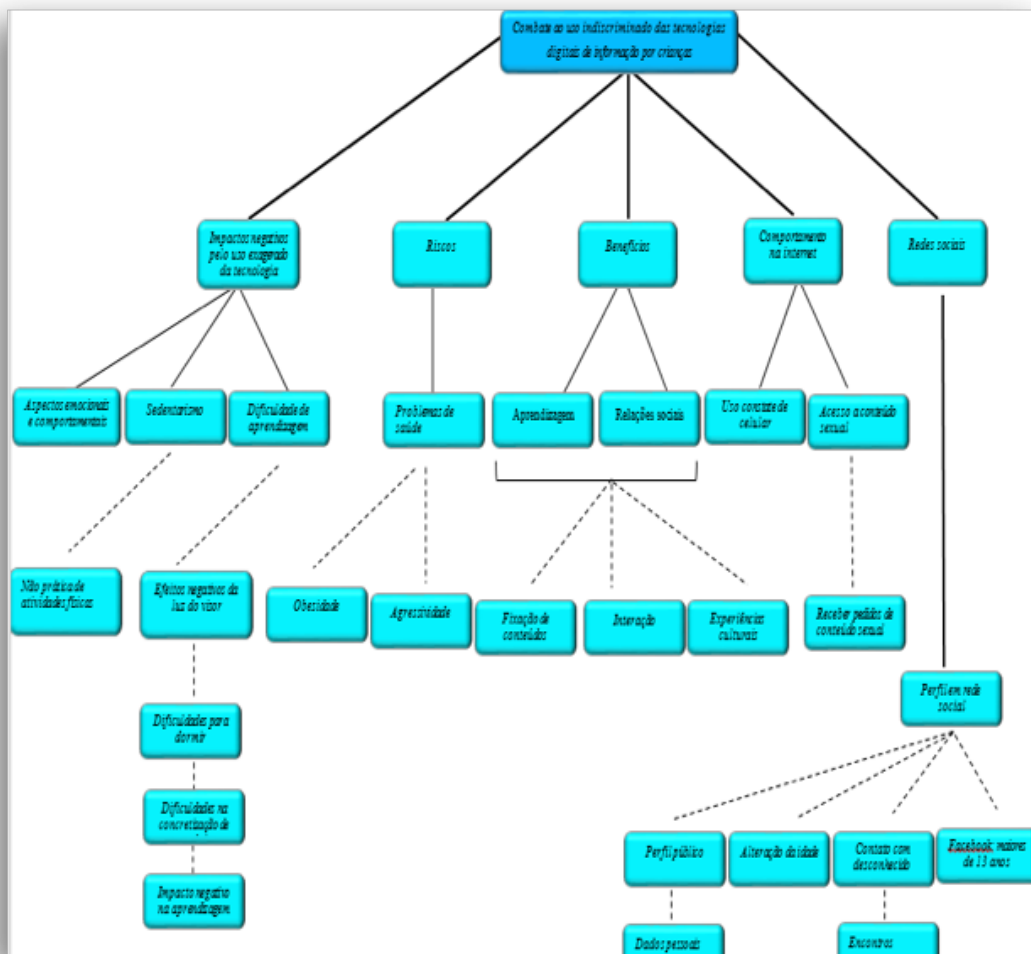 Combate ao uso indiscriminado das tecnologias
digitais de informação por crianças
Impactos negativos
pelo uso exagerado
da tecnologia
Riscos
Benefícios
Comportamento
na internet
Redes sociais
Aspectos emocionais
e comportamentais
Sedentarismo
Dificuldade de
aprendizagem
Problemas de
saúde
Aprendizagem
Relações sociais
Uso constate de
celular
Acesso a conteúdo
sexual
Não prática de
atividades físicas
Efeitos negativos da
luz do visor
Obesidade
Agressividade
Fixação de
conteúdos
Interação
Experiências
culturais
Receber pedidos de
conteúdo sexual
Perfil em rede
social
Dificuldades para
dormir
Dificuldades na
concretização de
Impacto negativo
na aprendizagem
Perfil público
Alteração da idade
Contato com
desconhecido
Facebook: maiores
de 13 anos
Dados pessoais
Encontros